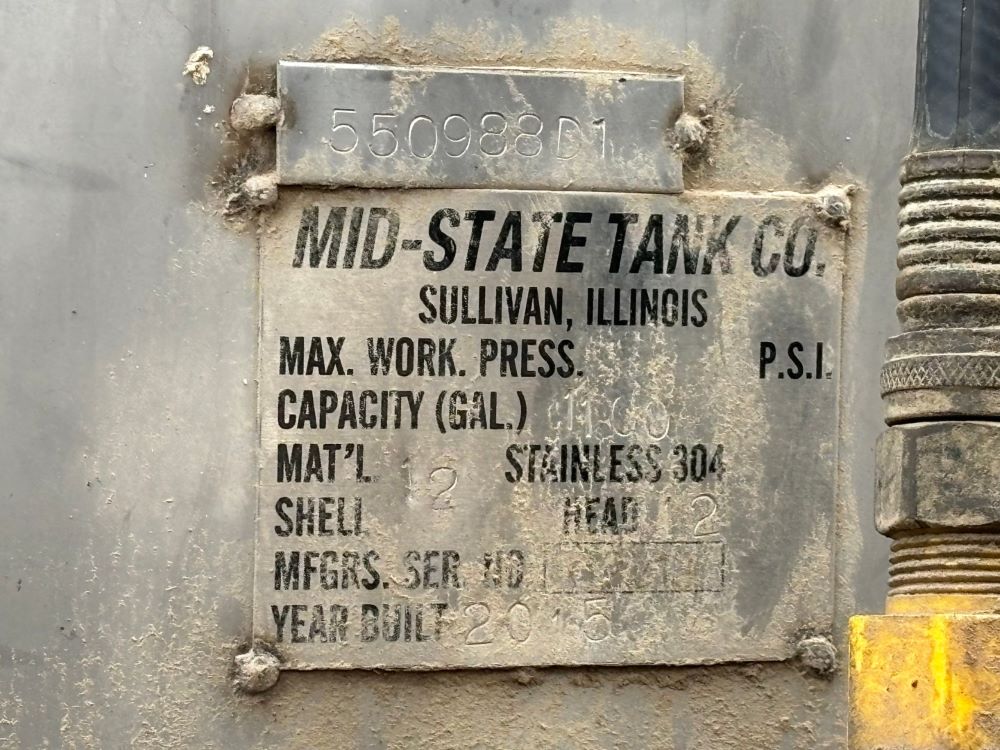 550988D1
MID-STATE TANK CO.
SULLIVAN, ILLINOIS
MAX. WORK. PRESS. P.S.I.
CAPACITY (GAL.) 1100
MAT'L. 12 STAINLESS 304
SHELL HEAD 12
MFGRS. SER. NO
YEAR BUILT 2015